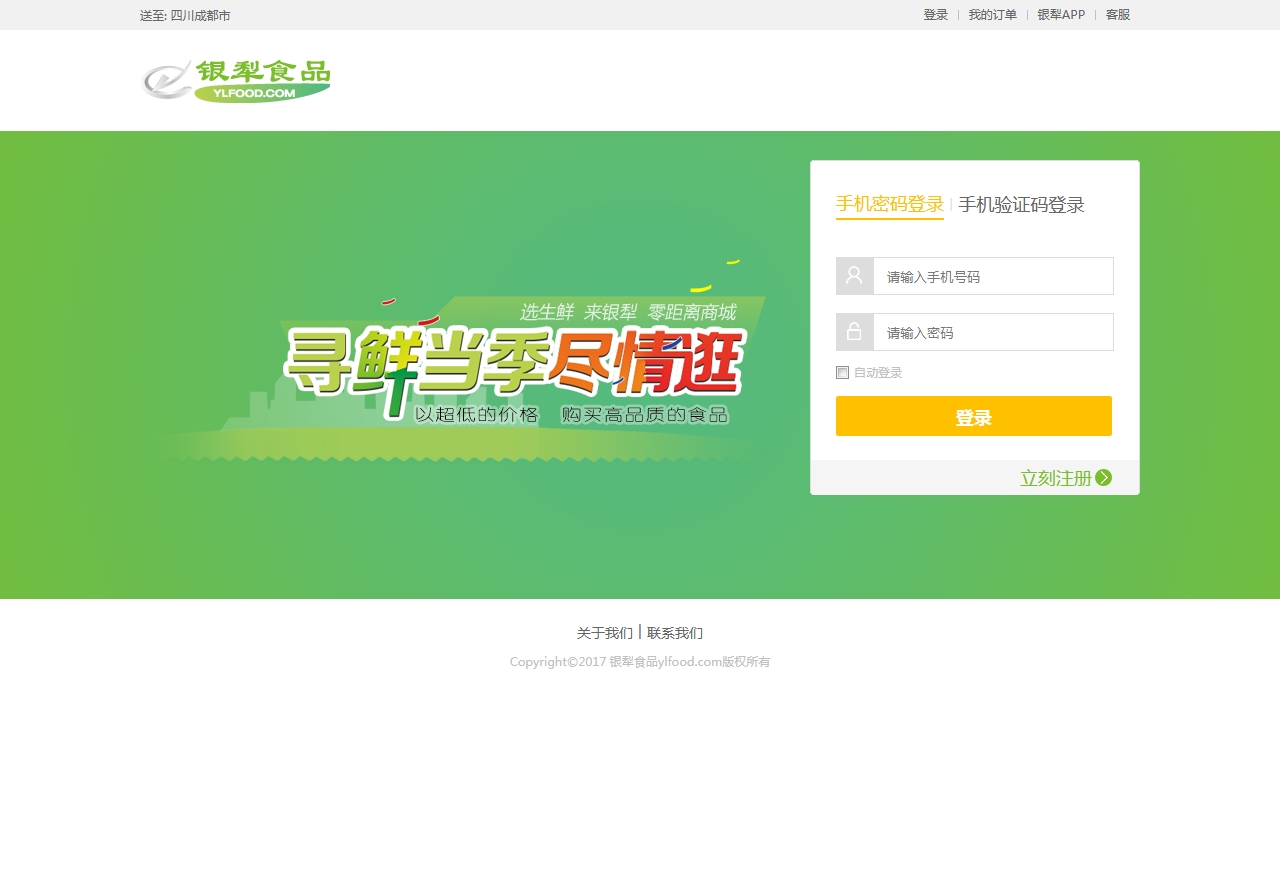 送至: 四川成都市
登录 | 我的订单 | 银犁APP | 客服
银犁食品
YLFOOD.COM
手机密码登录 | 手机验证码登录
请输入手机号码
请输入密码
自动登录
登录
立刻注册
选生鲜 来银犁 零距离商城
寻鲜当季尽情逛
以超低的价格 购买高品质的食品
关于我们 | 联系我们
Copyright©2017 银犁食品ylfood.com版权所有